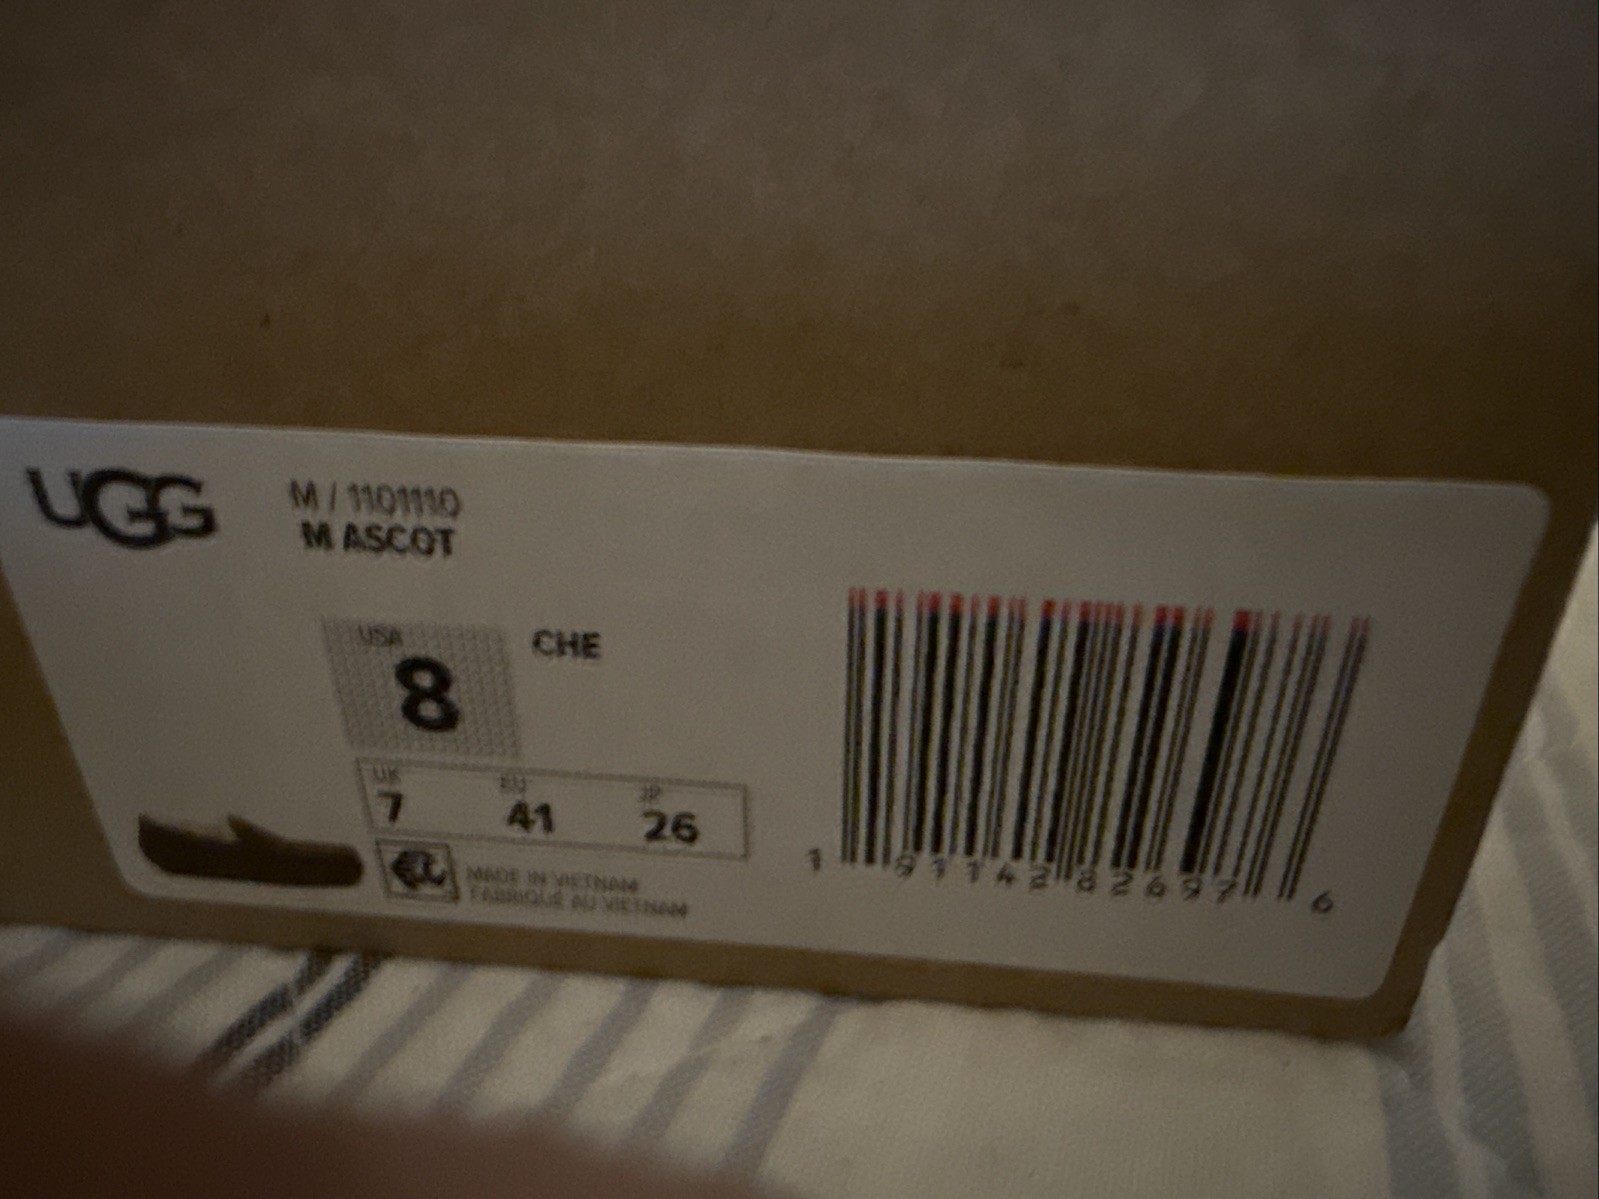 UGG
M / 1101110
M ASCOT
USA
8
CHE
UK EU JP
7 41 26
MADE IN VIETNAM
FABRIQUÉ AU VIETNAM
1 91142 82697 6